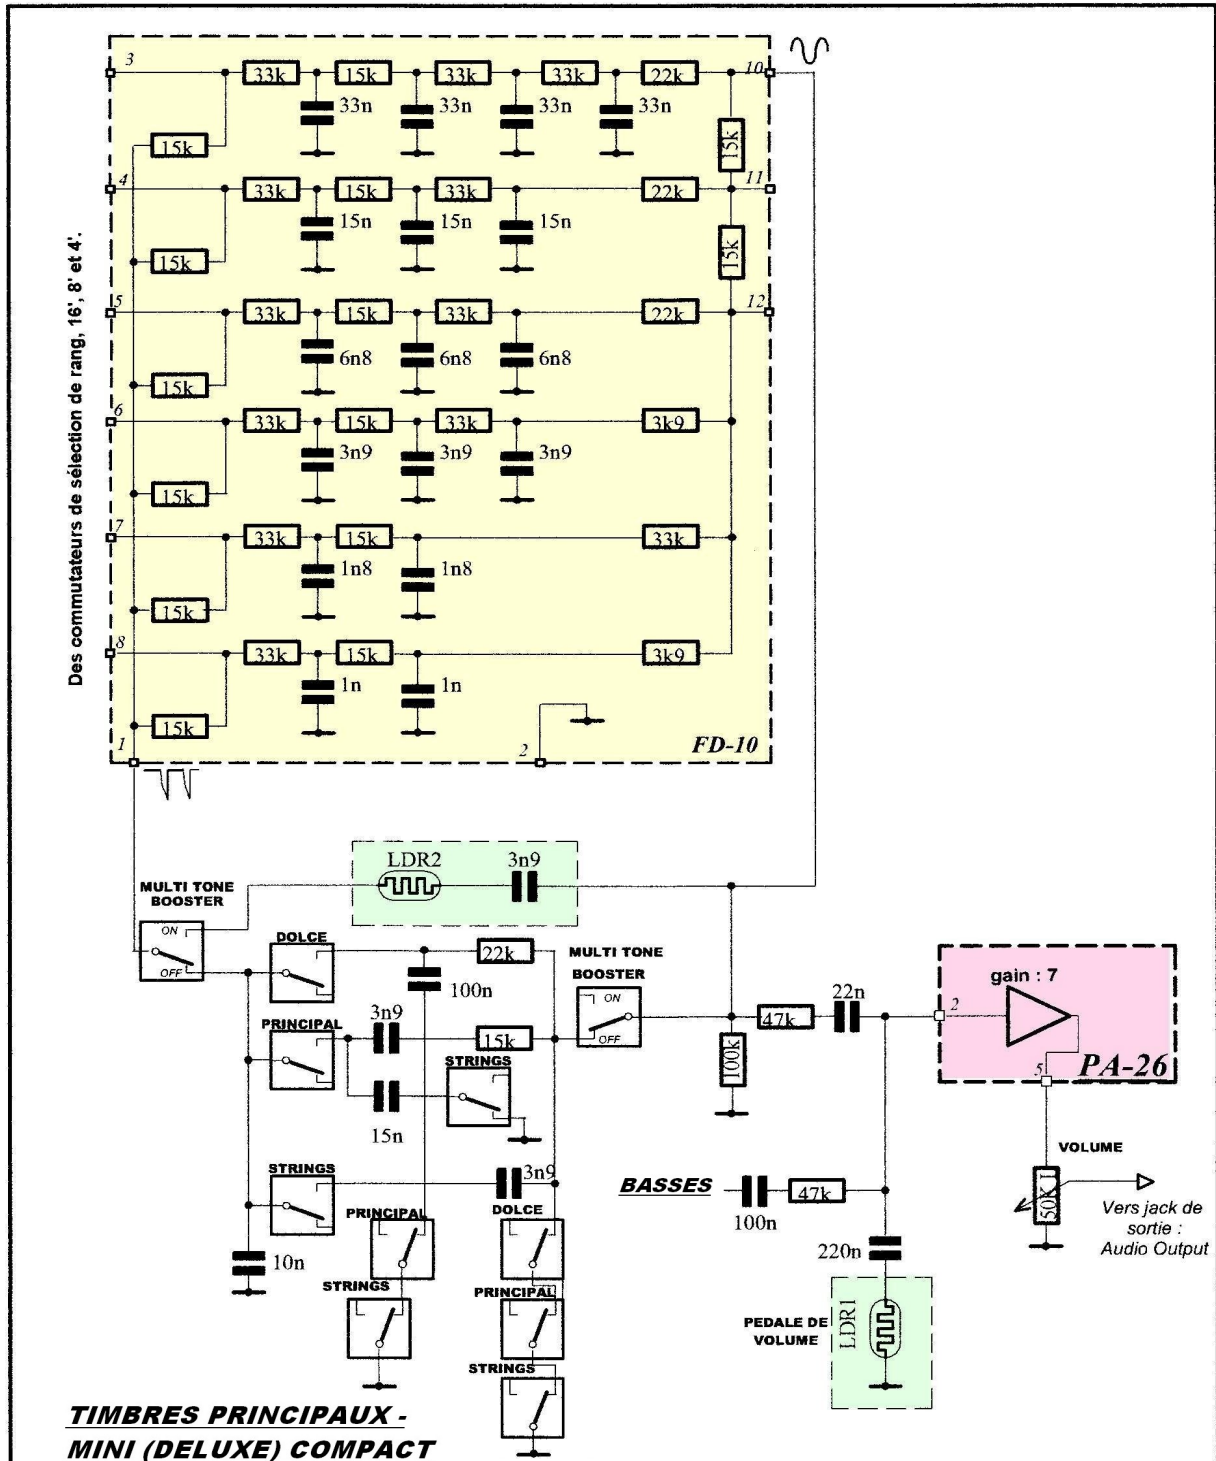 3
33k 15k 33k 33k 22k
10
33n 33n 33n 33n
15k
15k
4
33k 15k 33k 22k
11
15n 15n 15n
15k
15k
5
33k 15k 33k 22k
12
6n8 6n8 6n8
15k
6
33k 15k 33k 3k9
3n9 3n9 3n9
15k
7
33k 15k 33k
1n8 1n8
15k
8
33k 15k 3k9
1n 1n
15k
1
2
FD-10
Des commutateurs de sélection de rang, 16', 8' et 4'.
LDR2
3n9
MULTI TONE
BOOSTER
ON
OFF
DOLCE
22k
100n
MULTI TONE
BOOSTER
ON
OFF
PRINCIPAL
3n9
15k
STRINGS
15n
100k
47k
22n
2
gain : 7
5
PA-26
VOLUME
50K L
Vers jack de
sortie :
Audio Output
STRINGS
3n9
BASSES
100n
47k
PRINCIPAL
DOLCE
10n
220n
STRINGS
PRINCIPAL
PEDALE DE
VOLUME
LDR1
STRINGS
TIMBRES PRINCIPAUX -
MINI (DELUXE) COMPACT